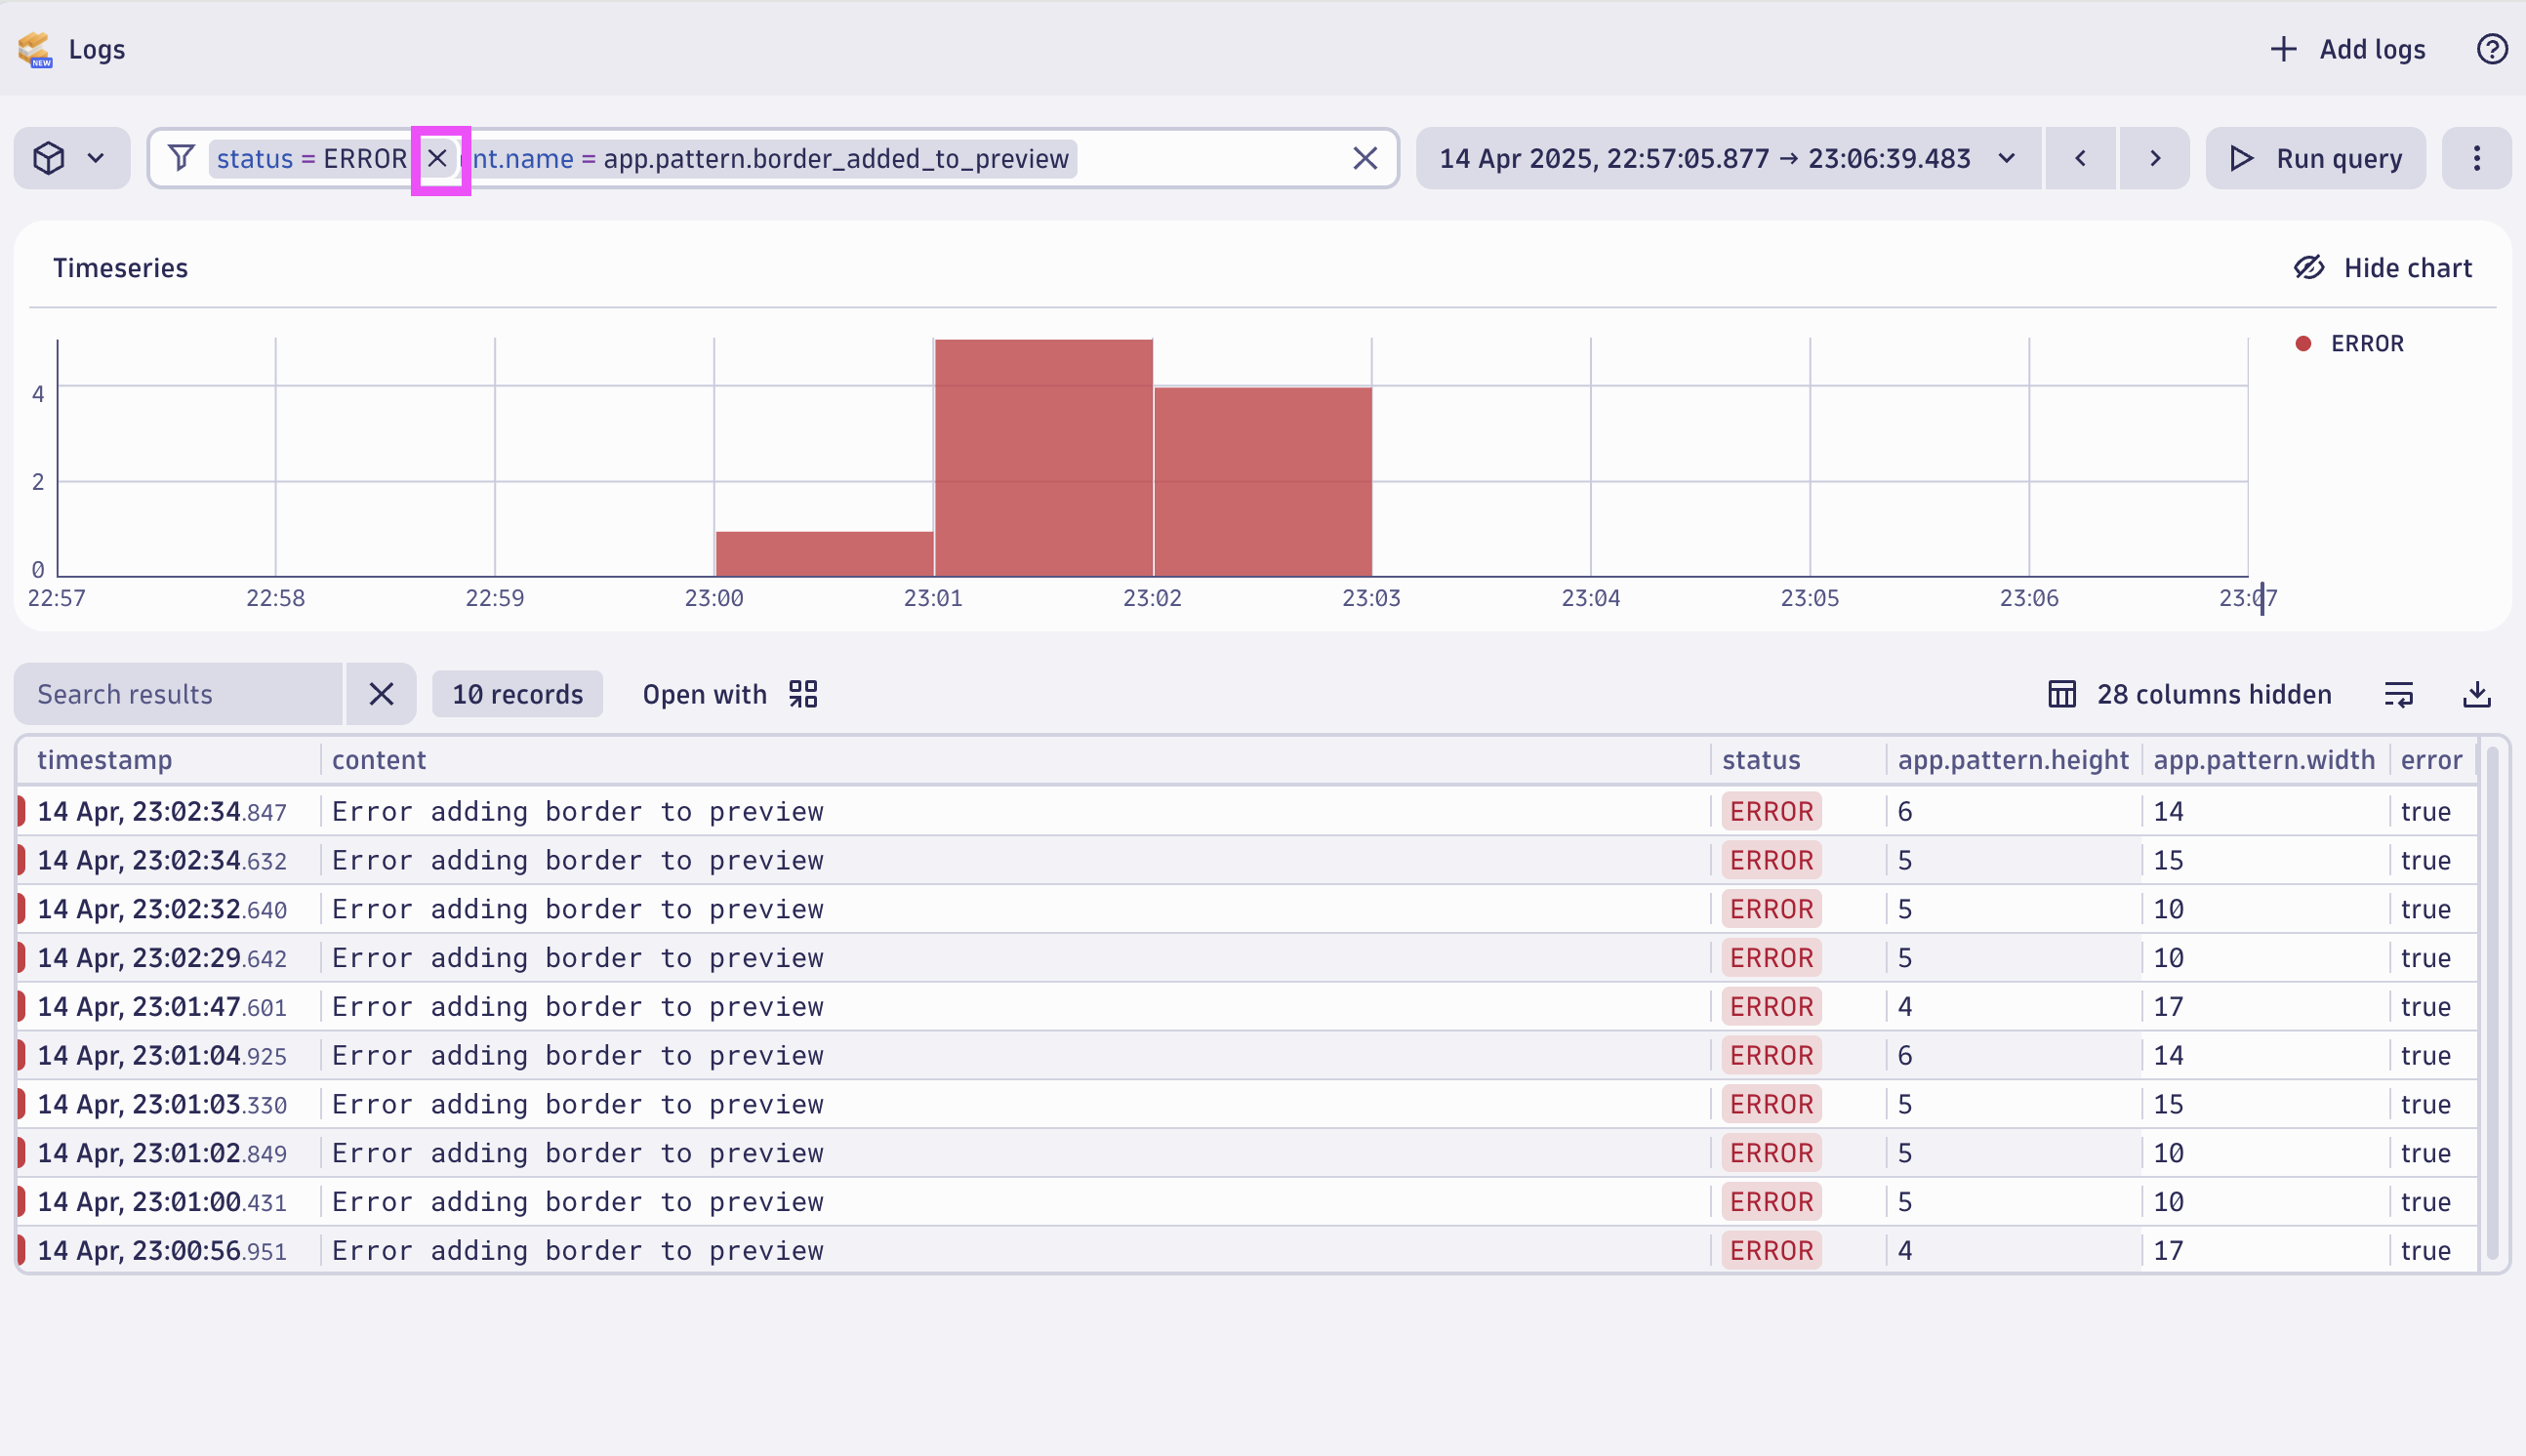 NEW
Logs
Add logs
status = ERROR nt.name = app.pattern.border_added_to_preview
14 Apr 2025, 22:57:05.877 → 23:06:39.483
Run query
Timeseries
Hide chart
ERROR
4
2
0
22:57 22:58 22:59 23:00 23:01 23:02 23:03 23:04 23:05 23:06 23:07
Search results
10 records
Open with
28 columns hidden
timestamp content status app.pattern.height app.pattern.width error
14 Apr, 23:02:34.847 Error adding border to preview ERROR 6 14 true
14 Apr, 23:02:34.632 Error adding border to preview ERROR 5 15 true
14 Apr, 23:02:32.640 Error adding border to preview ERROR 5 10 true
14 Apr, 23:02:29.642 Error adding border to preview ERROR 5 10 true
14 Apr, 23:01:47.601 Error adding border to preview ERROR 4 17 true
14 Apr, 23:01:04.925 Error adding border to preview ERROR 6 14 true
14 Apr, 23:01:03.330 Error adding border to preview ERROR 5 15 true
14 Apr, 23:01:02.849 Error adding border to preview ERROR 5 10 true
14 Apr, 23:01:00.431 Error adding border to preview ERROR 5 10 true
14 Apr, 23:00:56.951 Error adding border to preview ERROR 4 17 true